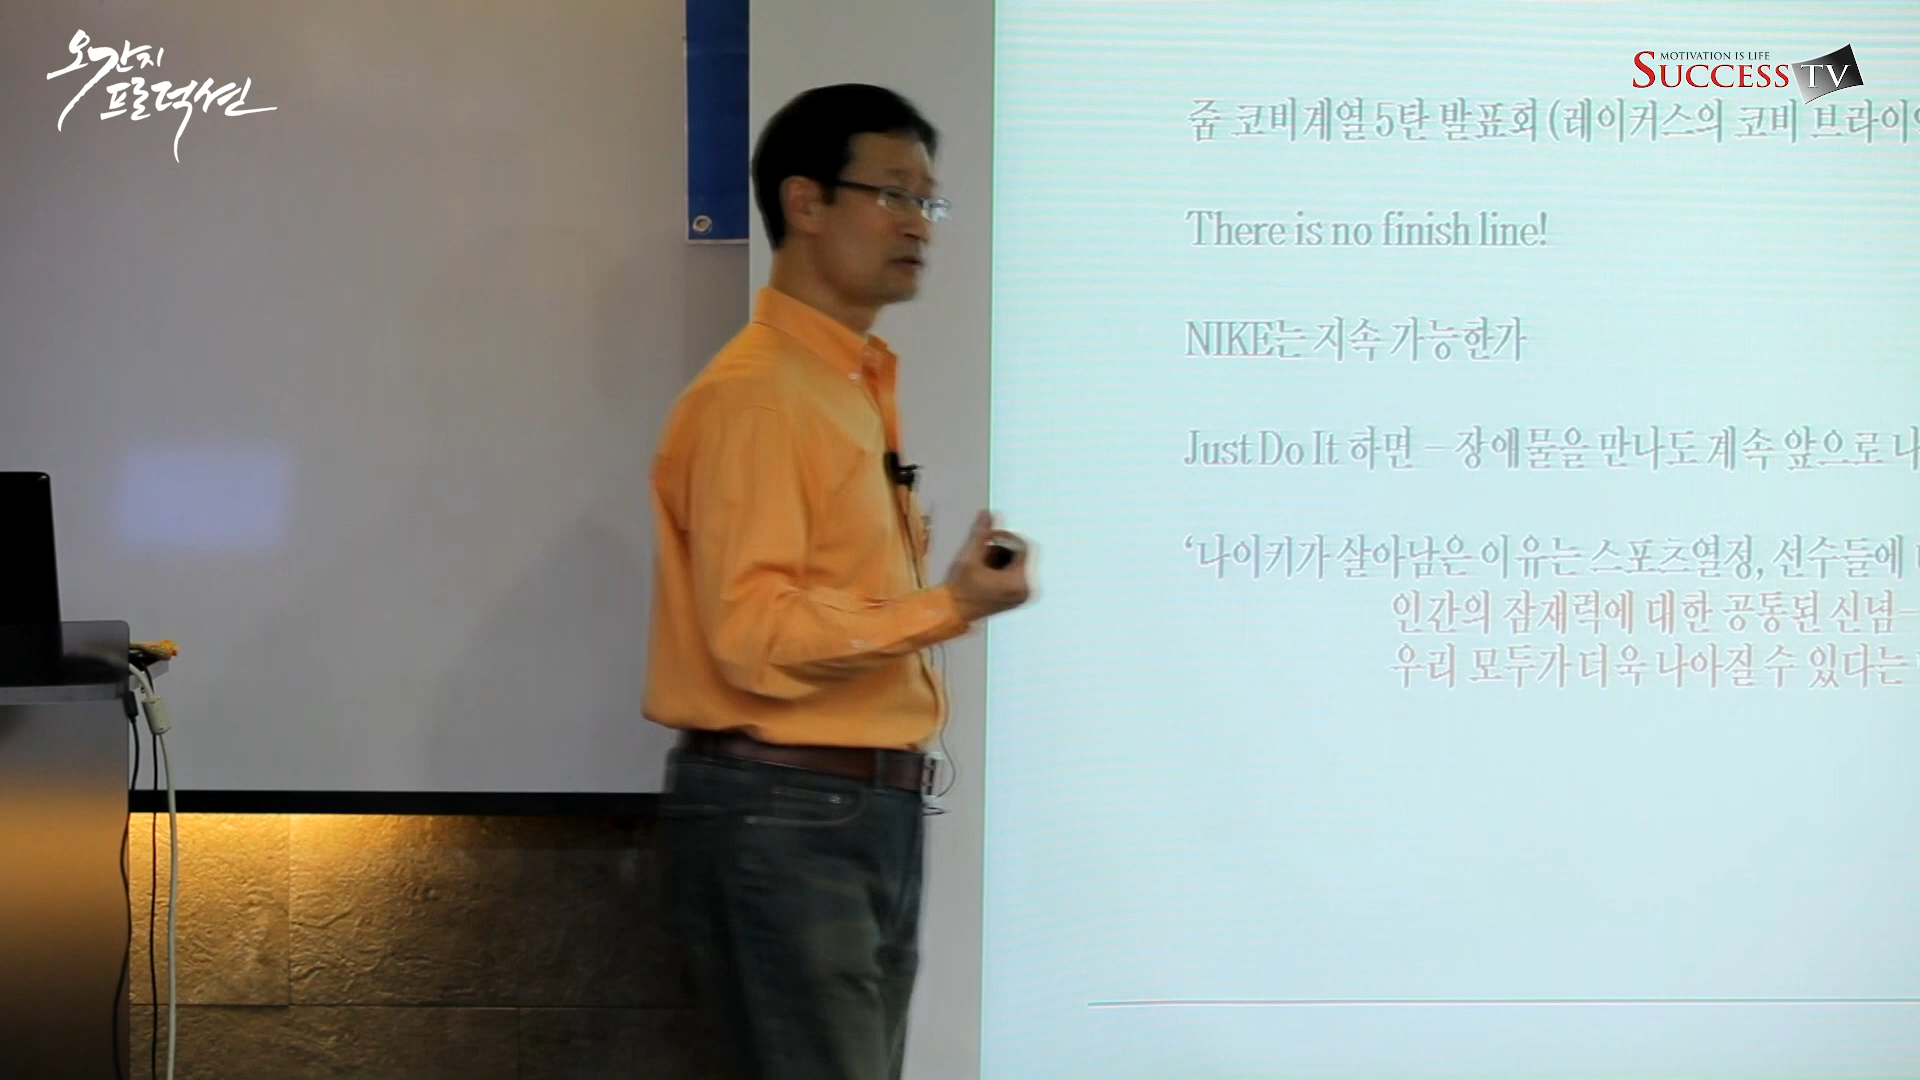 오간지
프로덕션
MOTIVATION IS LIFE
SUCCESS TV
줌 코비계열 5탄 발표회 (레이커스의 코비 브라이
There is no finish line!
NIKE는 지속 가능한가
Just Do It 하면 – 장애물을 만나도 계속 앞으로 나
‘나이키가 살아남은 이유는 스포츠열정, 선수들에
인간의 잠재력에 대한 공동된 신념–
우리 모두가 더욱 나아질 수 있다는